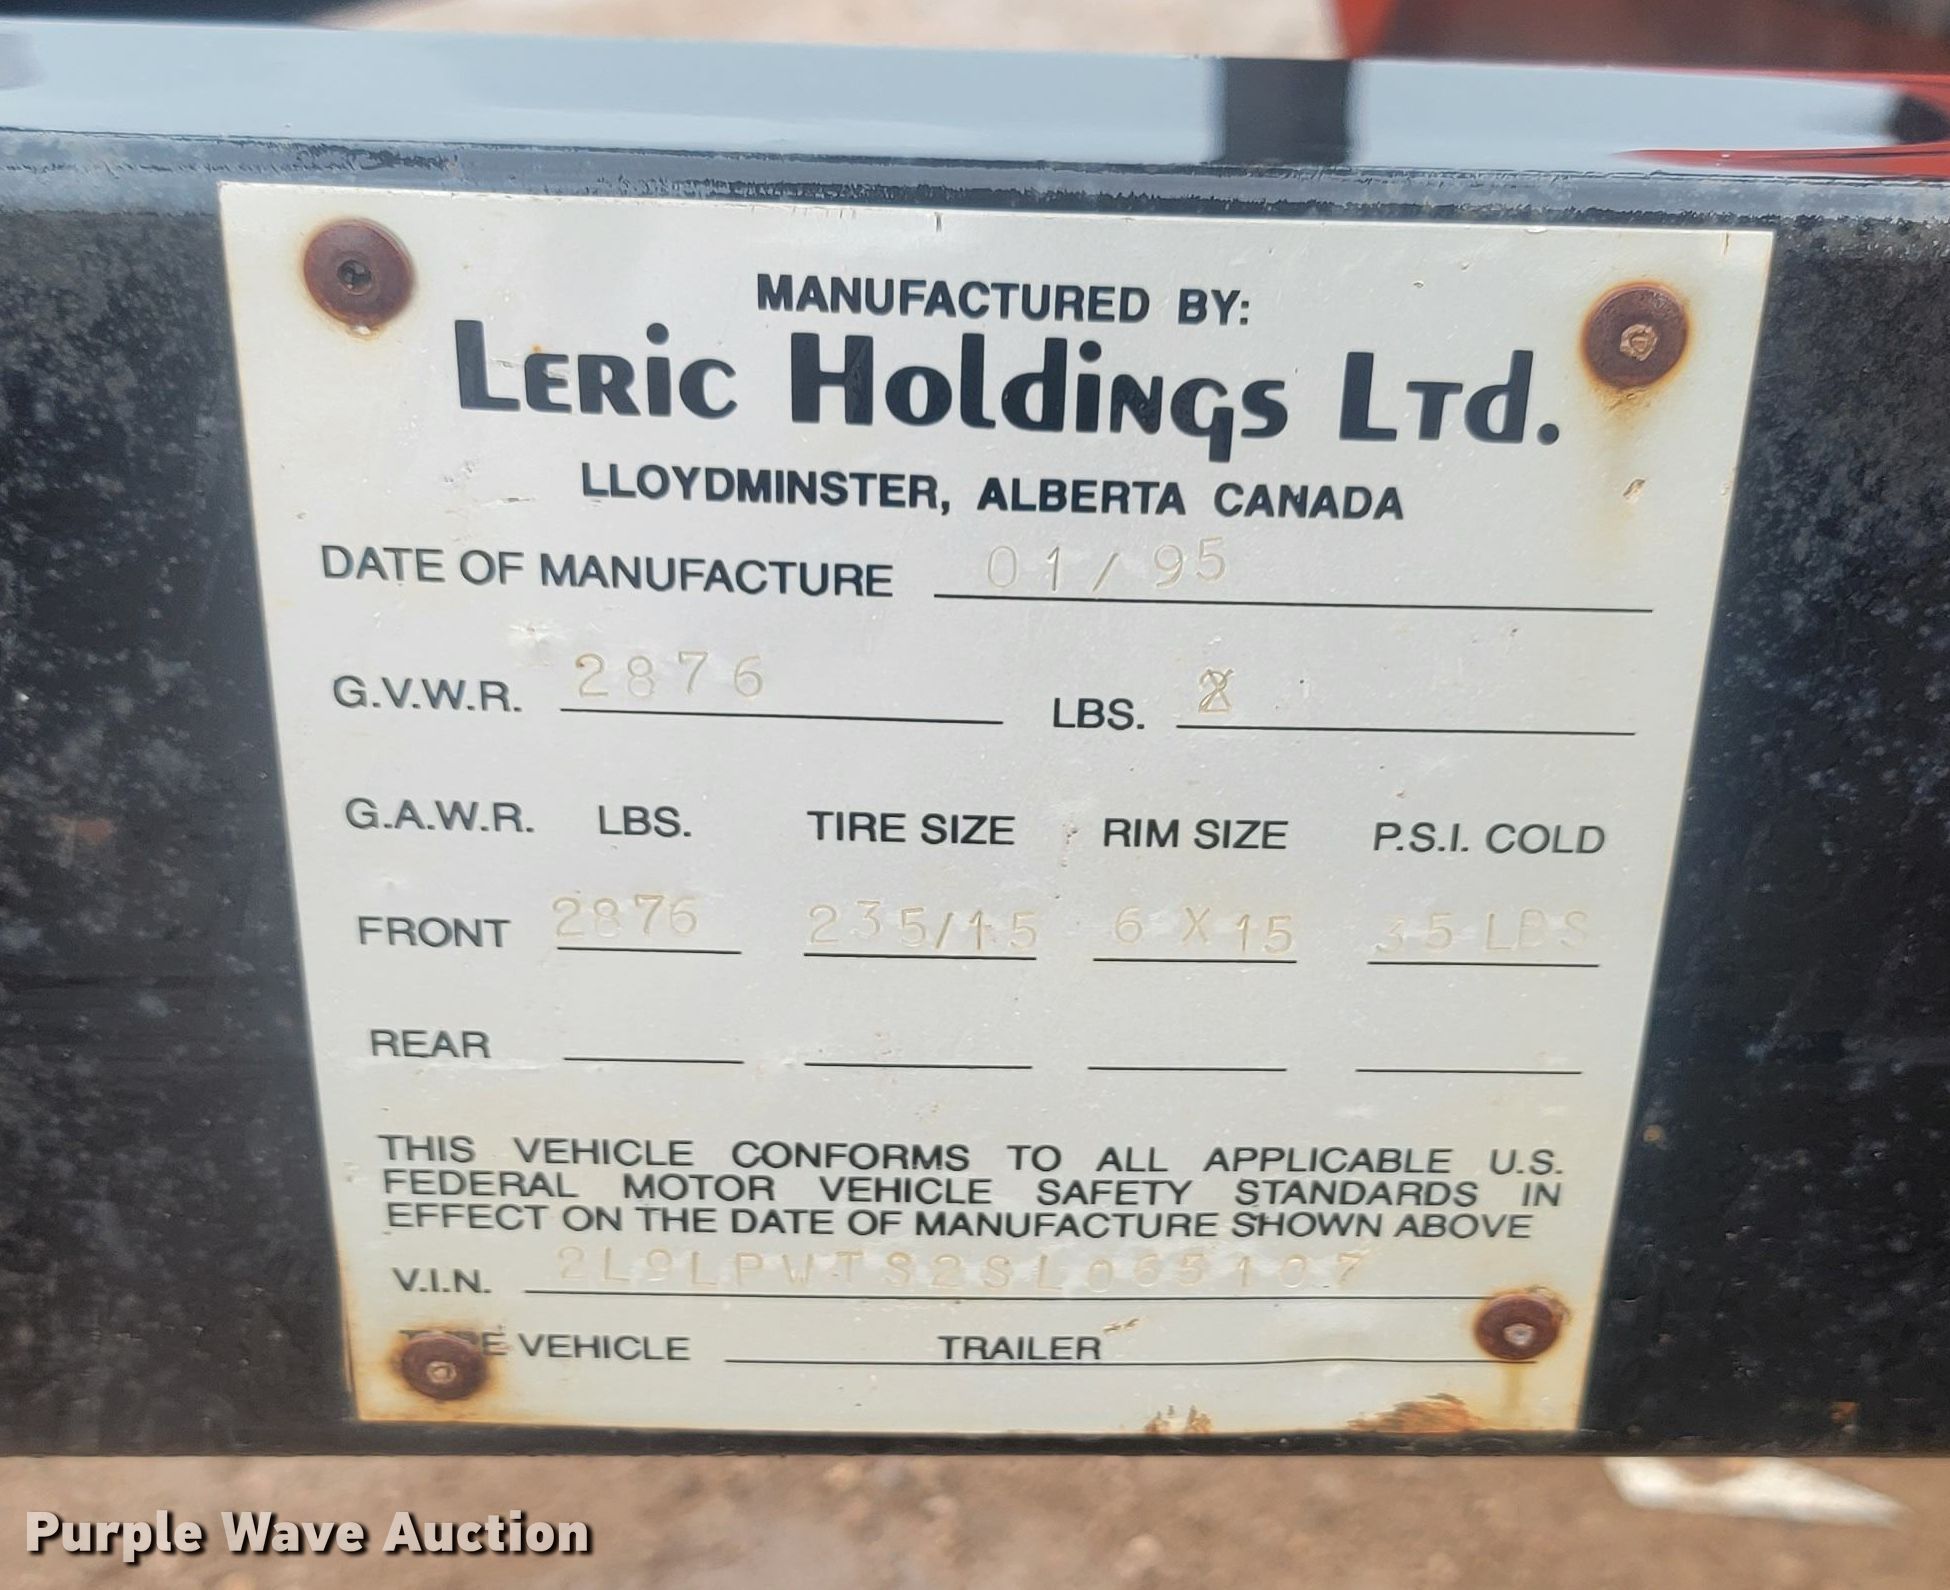 MANUFACTURED BY:
Leric Holdings Ltd.
LLOYDMINSTER, ALBERTA CANADA
DATE OF MANUFACTURE 01/95
G.V.W.R. 2876 LBS.
G.A.W.R. LBS. TIRE SIZE RIM SIZE P.S.I. COLD
FRONT 2876 235/15 6 X 15 35 LBS
REAR
THIS VEHICLE CONFORMS TO ALL APPLICABLE U.S.
FEDERAL MOTOR VEHICLE SAFETY STANDARDS IN
EFFECT ON THE DATE OF MANUFACTURE SHOWN ABOVE
V.I.N. 2L9LPWTS2SL065107
VEHICLE TRAILER
Purple Wave Auction